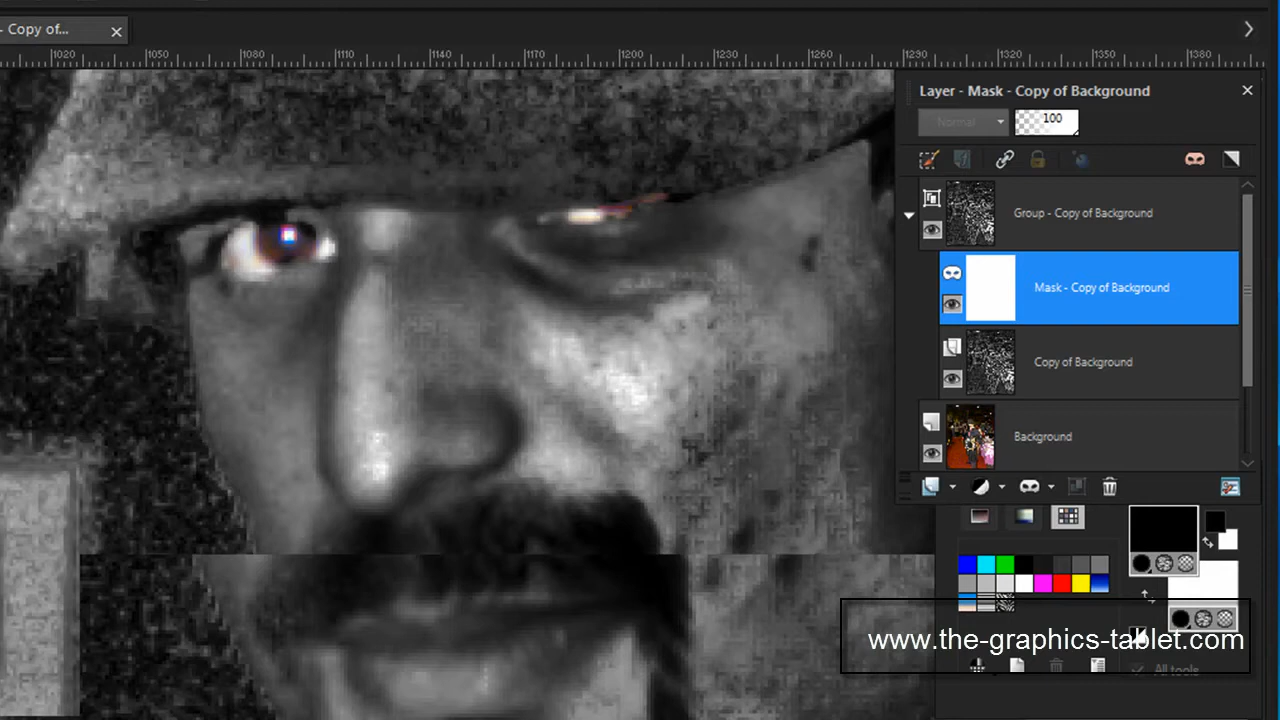 - Copy of...
1020 1050 1080 1110 1140 1170 1200 1230 1260 1290 1320 1350 1380
Layer - Mask - Copy of Background
Normal 100
Group - Copy of Background
Mask - Copy of Background
Copy of Background
Background
www.the-graphics-tablet.com
All tools